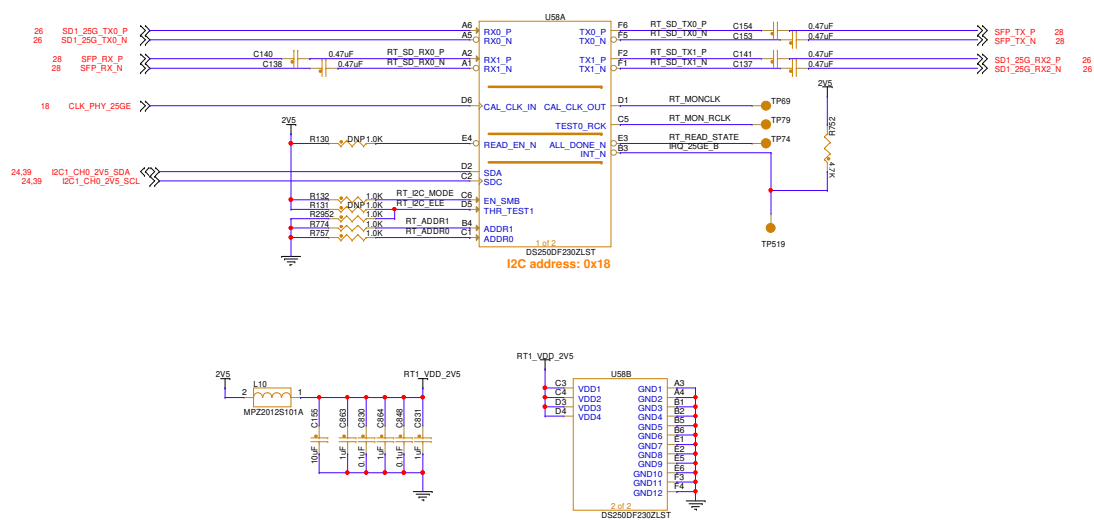 U58A
26 SD1_25G_TX0_P A6 RX0_P TX0_P F6 RT_SD_TX0_P C154 0.47uF SFP_TX_P 28
26 SD1_25G_TX0_N A5 RX0_N TX0_N F5 RT_SD_TX0_N C153 SFP_TX_N 28
28 SFP_RX_P C140 0.47uF RT_SD_RX0_P A2 RX1_P TX1_P F2 RT_SD_TX1_P C141 0.47uF SD1_25G_RX2_P 26
28 SFP_RX_N C138 0.47uF RT_SD_RX0_N A1 RX1_N TX1_N F1 RT_SD_TX1_N C137 0.47uF SD1_25G_RX2_N 26
2V5
18 CLK_PHY_25GE D6 CAL_CLK_IN CAL_CLK_OUT D1 RT_MONCLK TP69
2V5 TEST0_RCK C5 RT_MON_RCLK TP79 R752
R130 DNP 1.0K E4 READ_EN_N ALL_DONE_N E3 RT_READ_STATE TP74
INT_N B3 IRQ_25GE_B
4.7K
24,39 I2C1_CH0_2V5_SDA D2 SDA
24,39 I2C1_CH0_2V5_SCL C2 SDC
R132 1.0K RT_I2C_MODE C6 EN_SMB
R131 DNP 1.0K RT_I2C_ELE D5 THR_TEST1
R2952 1.0K
R774 1.0K RT_ADDR1 B4 ADDR1
R757 1.0K RT_ADDR0 C1 ADDR0
TP519
1 of 2
DS250DF230ZLST
I2C address: 0x18
2V5 L10 RT1_VDD_2V5
2 1
MPZ2012S101A
C155 C863 C830 C864 C848 C831
10uF 1uF 0.1uF 1uF 0.1uF 1uF
RT1_VDD_2V5
U58B
C3 VDD1 GND1 A3
C4 VDD2 GND2 A4
D3 VDD3 GND3 B1
D4 VDD4 GND4 B2
GND5 B5
GND6 B6
GND7 E1
GND8 E2
GND9 E5
GND10 E6
GND11 F3
GND12 F4
2 of 2
DS250DF230ZLST